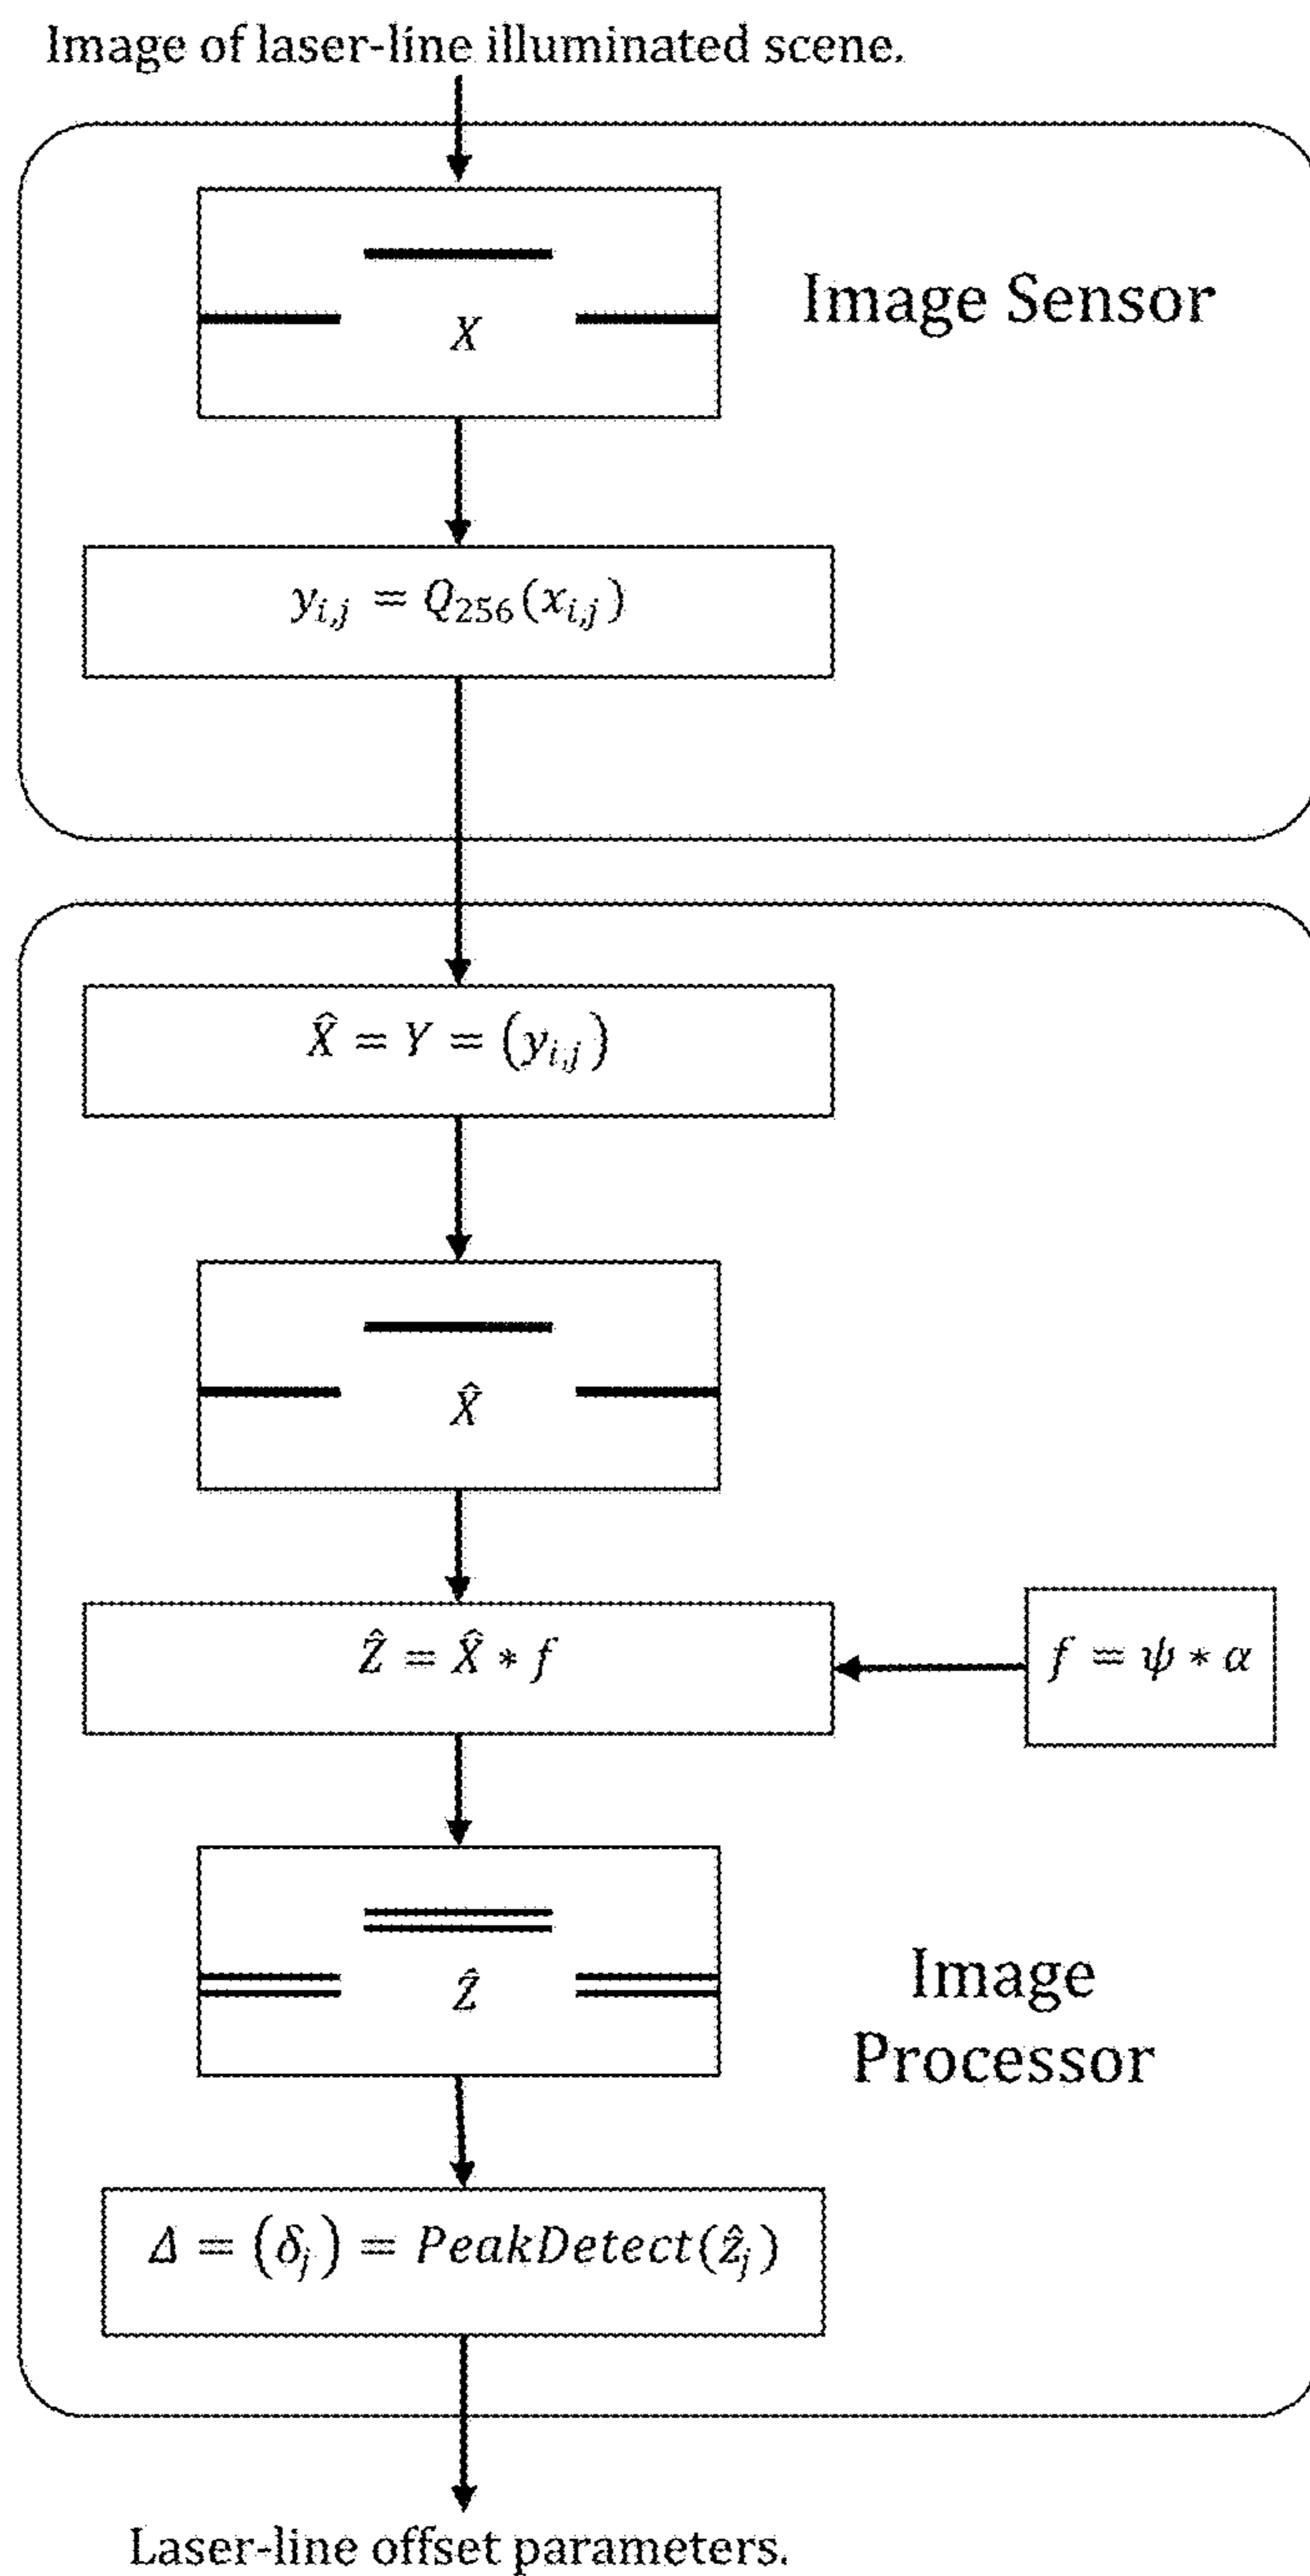 Image of laser-line illuminated scene.
X
Image Sensor
y_{i,j} = Q_{256}(x_{i,j})
X̂ = Y = (y_{i,j})
X̂
Ẑ = X̂ * f
f = ψ * α
Ẑ
Image
Processor
Δ = (δ_j) = PeakDetect(ẑ_j)
Laser-line offset parameters.